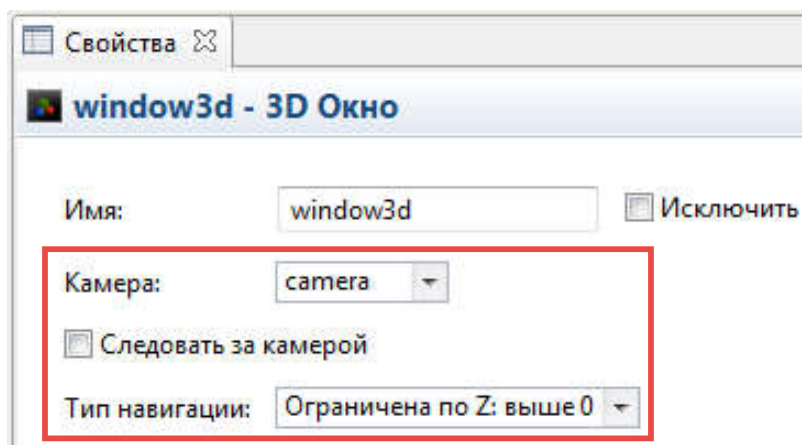 Свойства
window3d - 3D Окно
Имя: window3d Исключить
Камера: camera
Следовать за камерой
Тип навигации: Ограничена по Z: выше 0